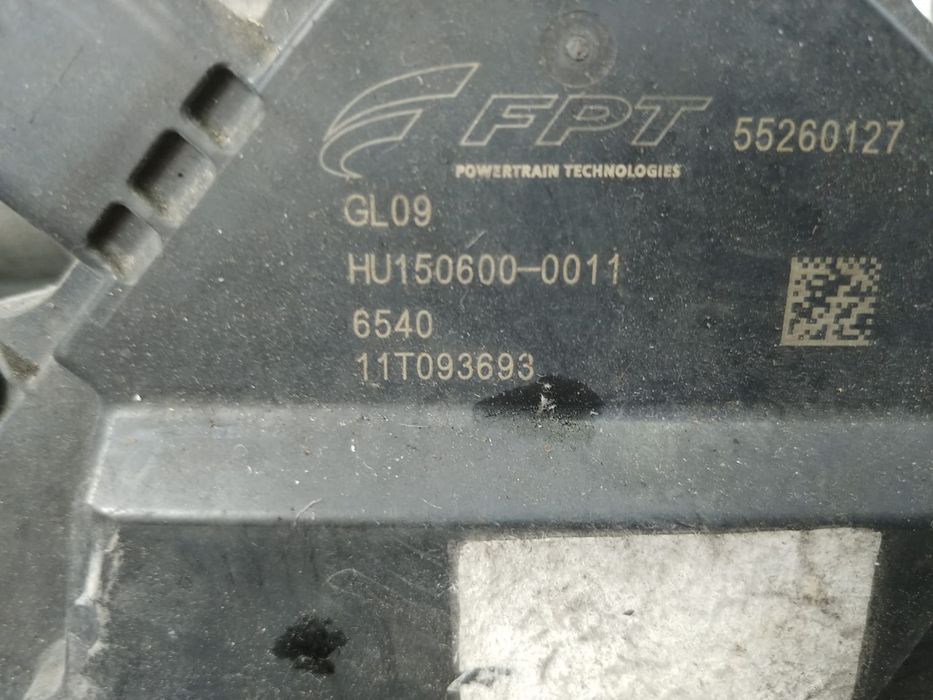 FPT 55260127
POWERTRAIN TECHNOLOGIES
GL09
HU150600-0011
6540
11T093693